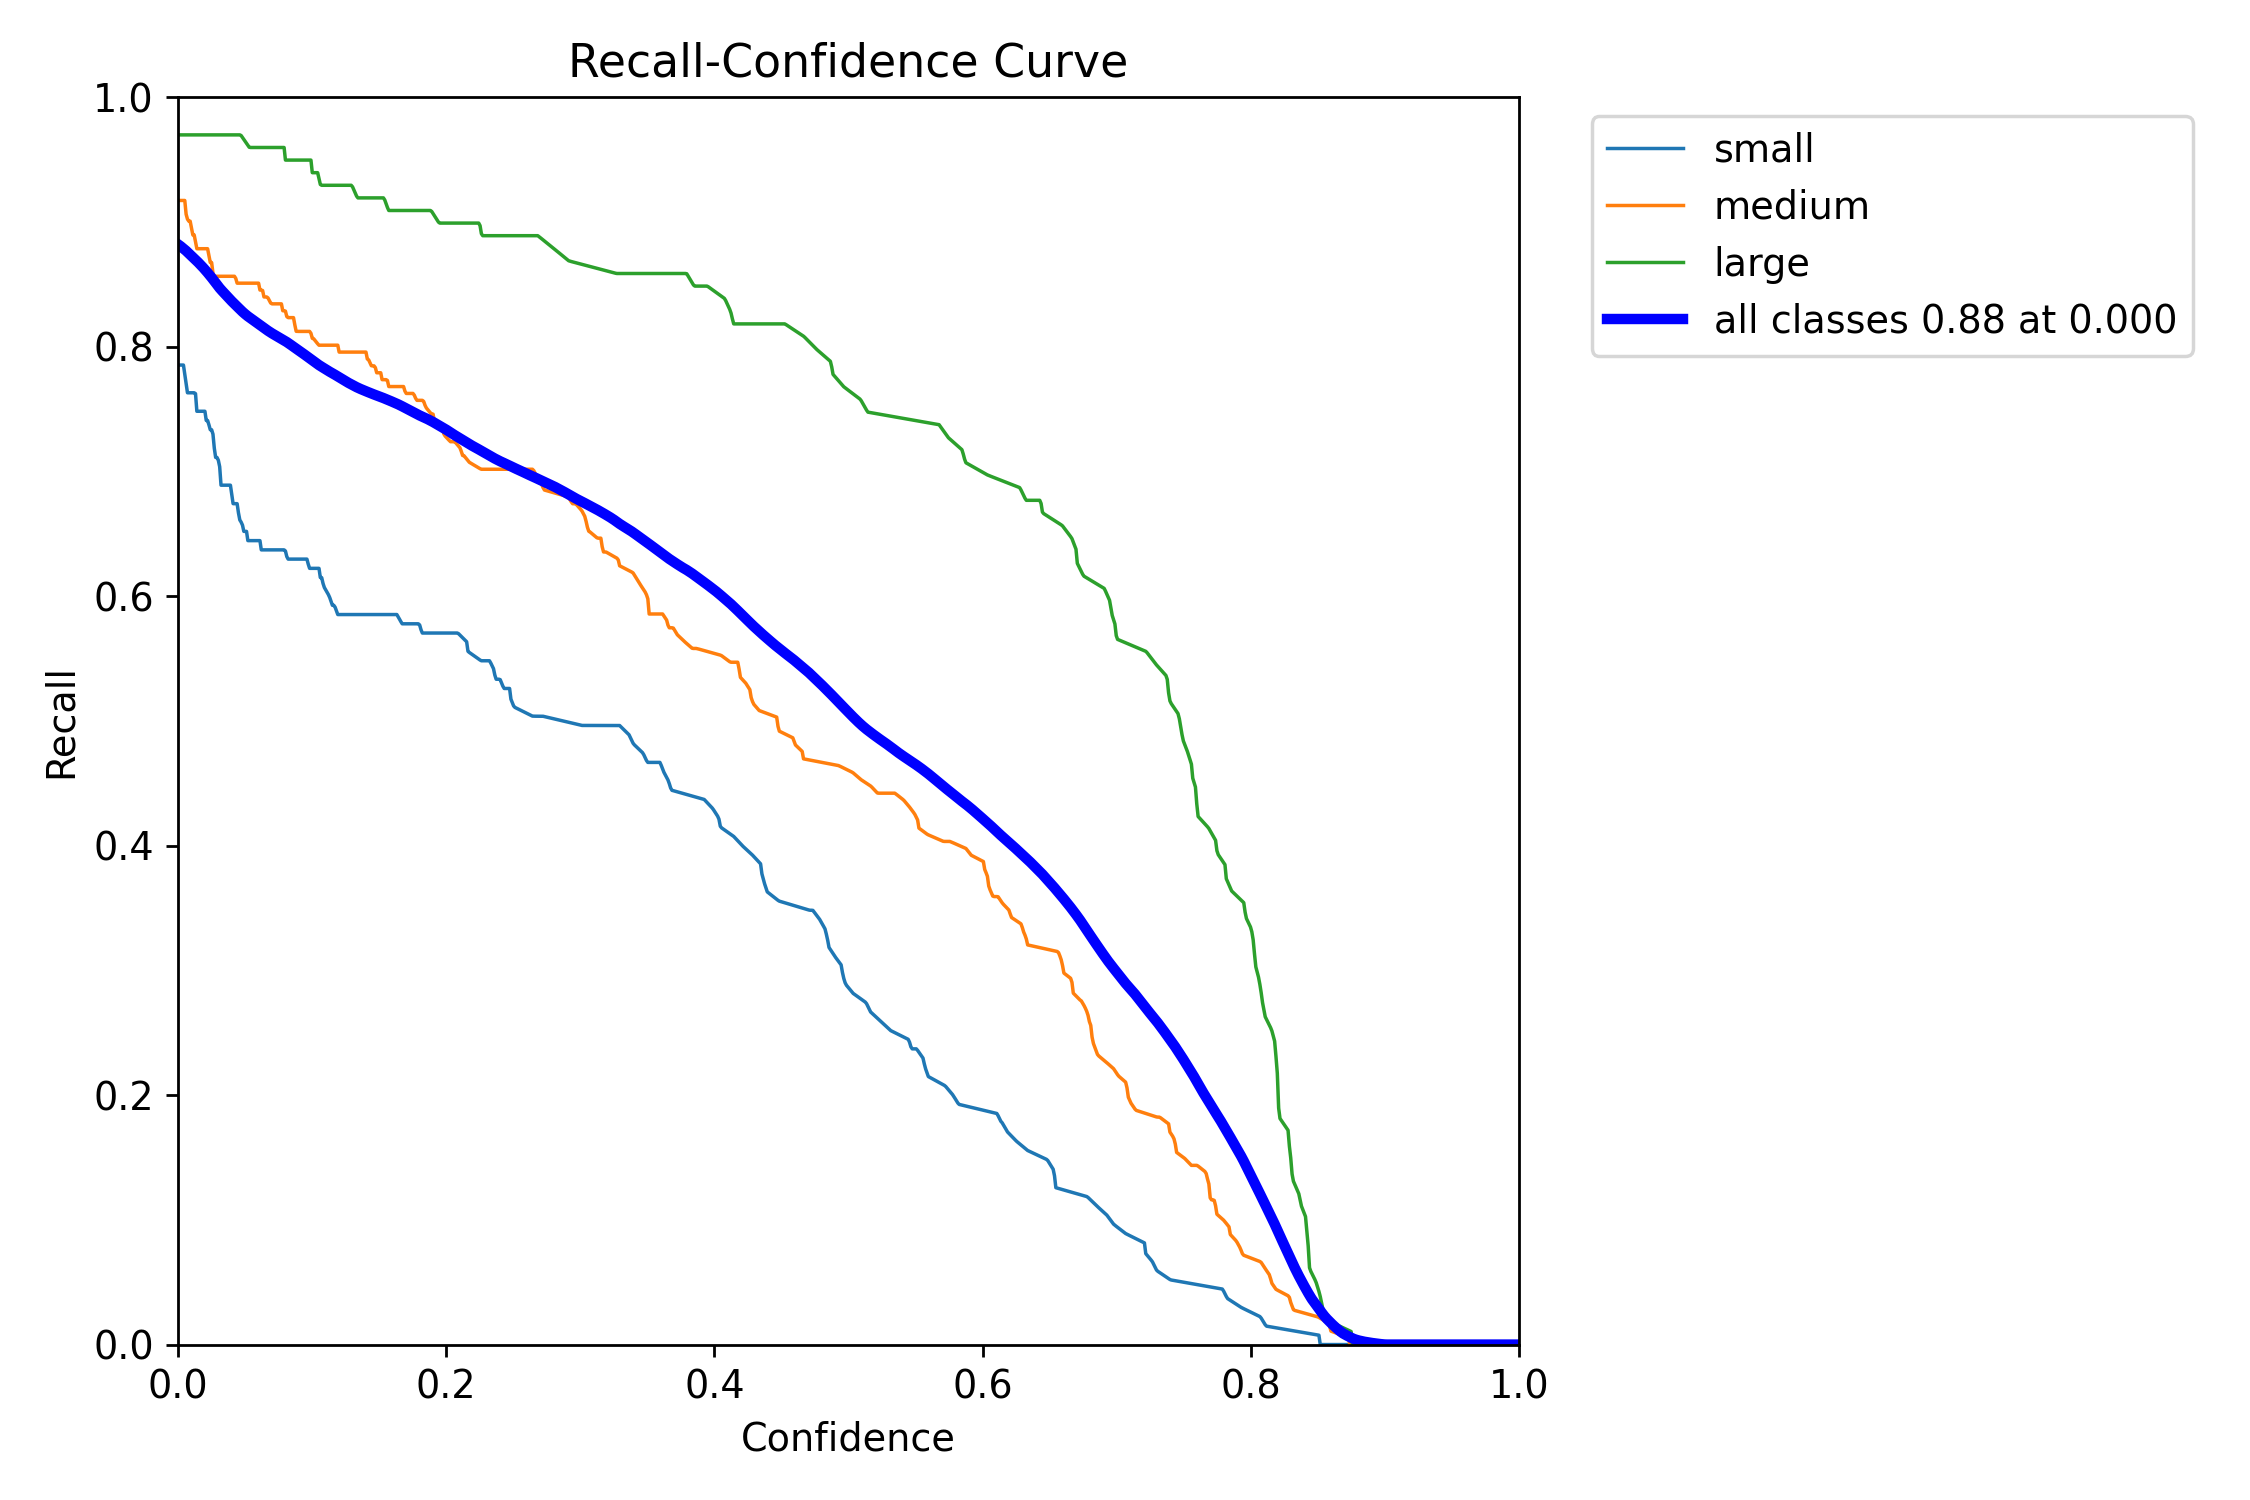 Recall-Confidence Curve
1.0
0.8
0.6
0.4
0.2
0.0
Recall
0.0 0.2 0.4 0.6 0.8 1.0
Confidence
small
medium
large
all classes 0.88 at 0.000